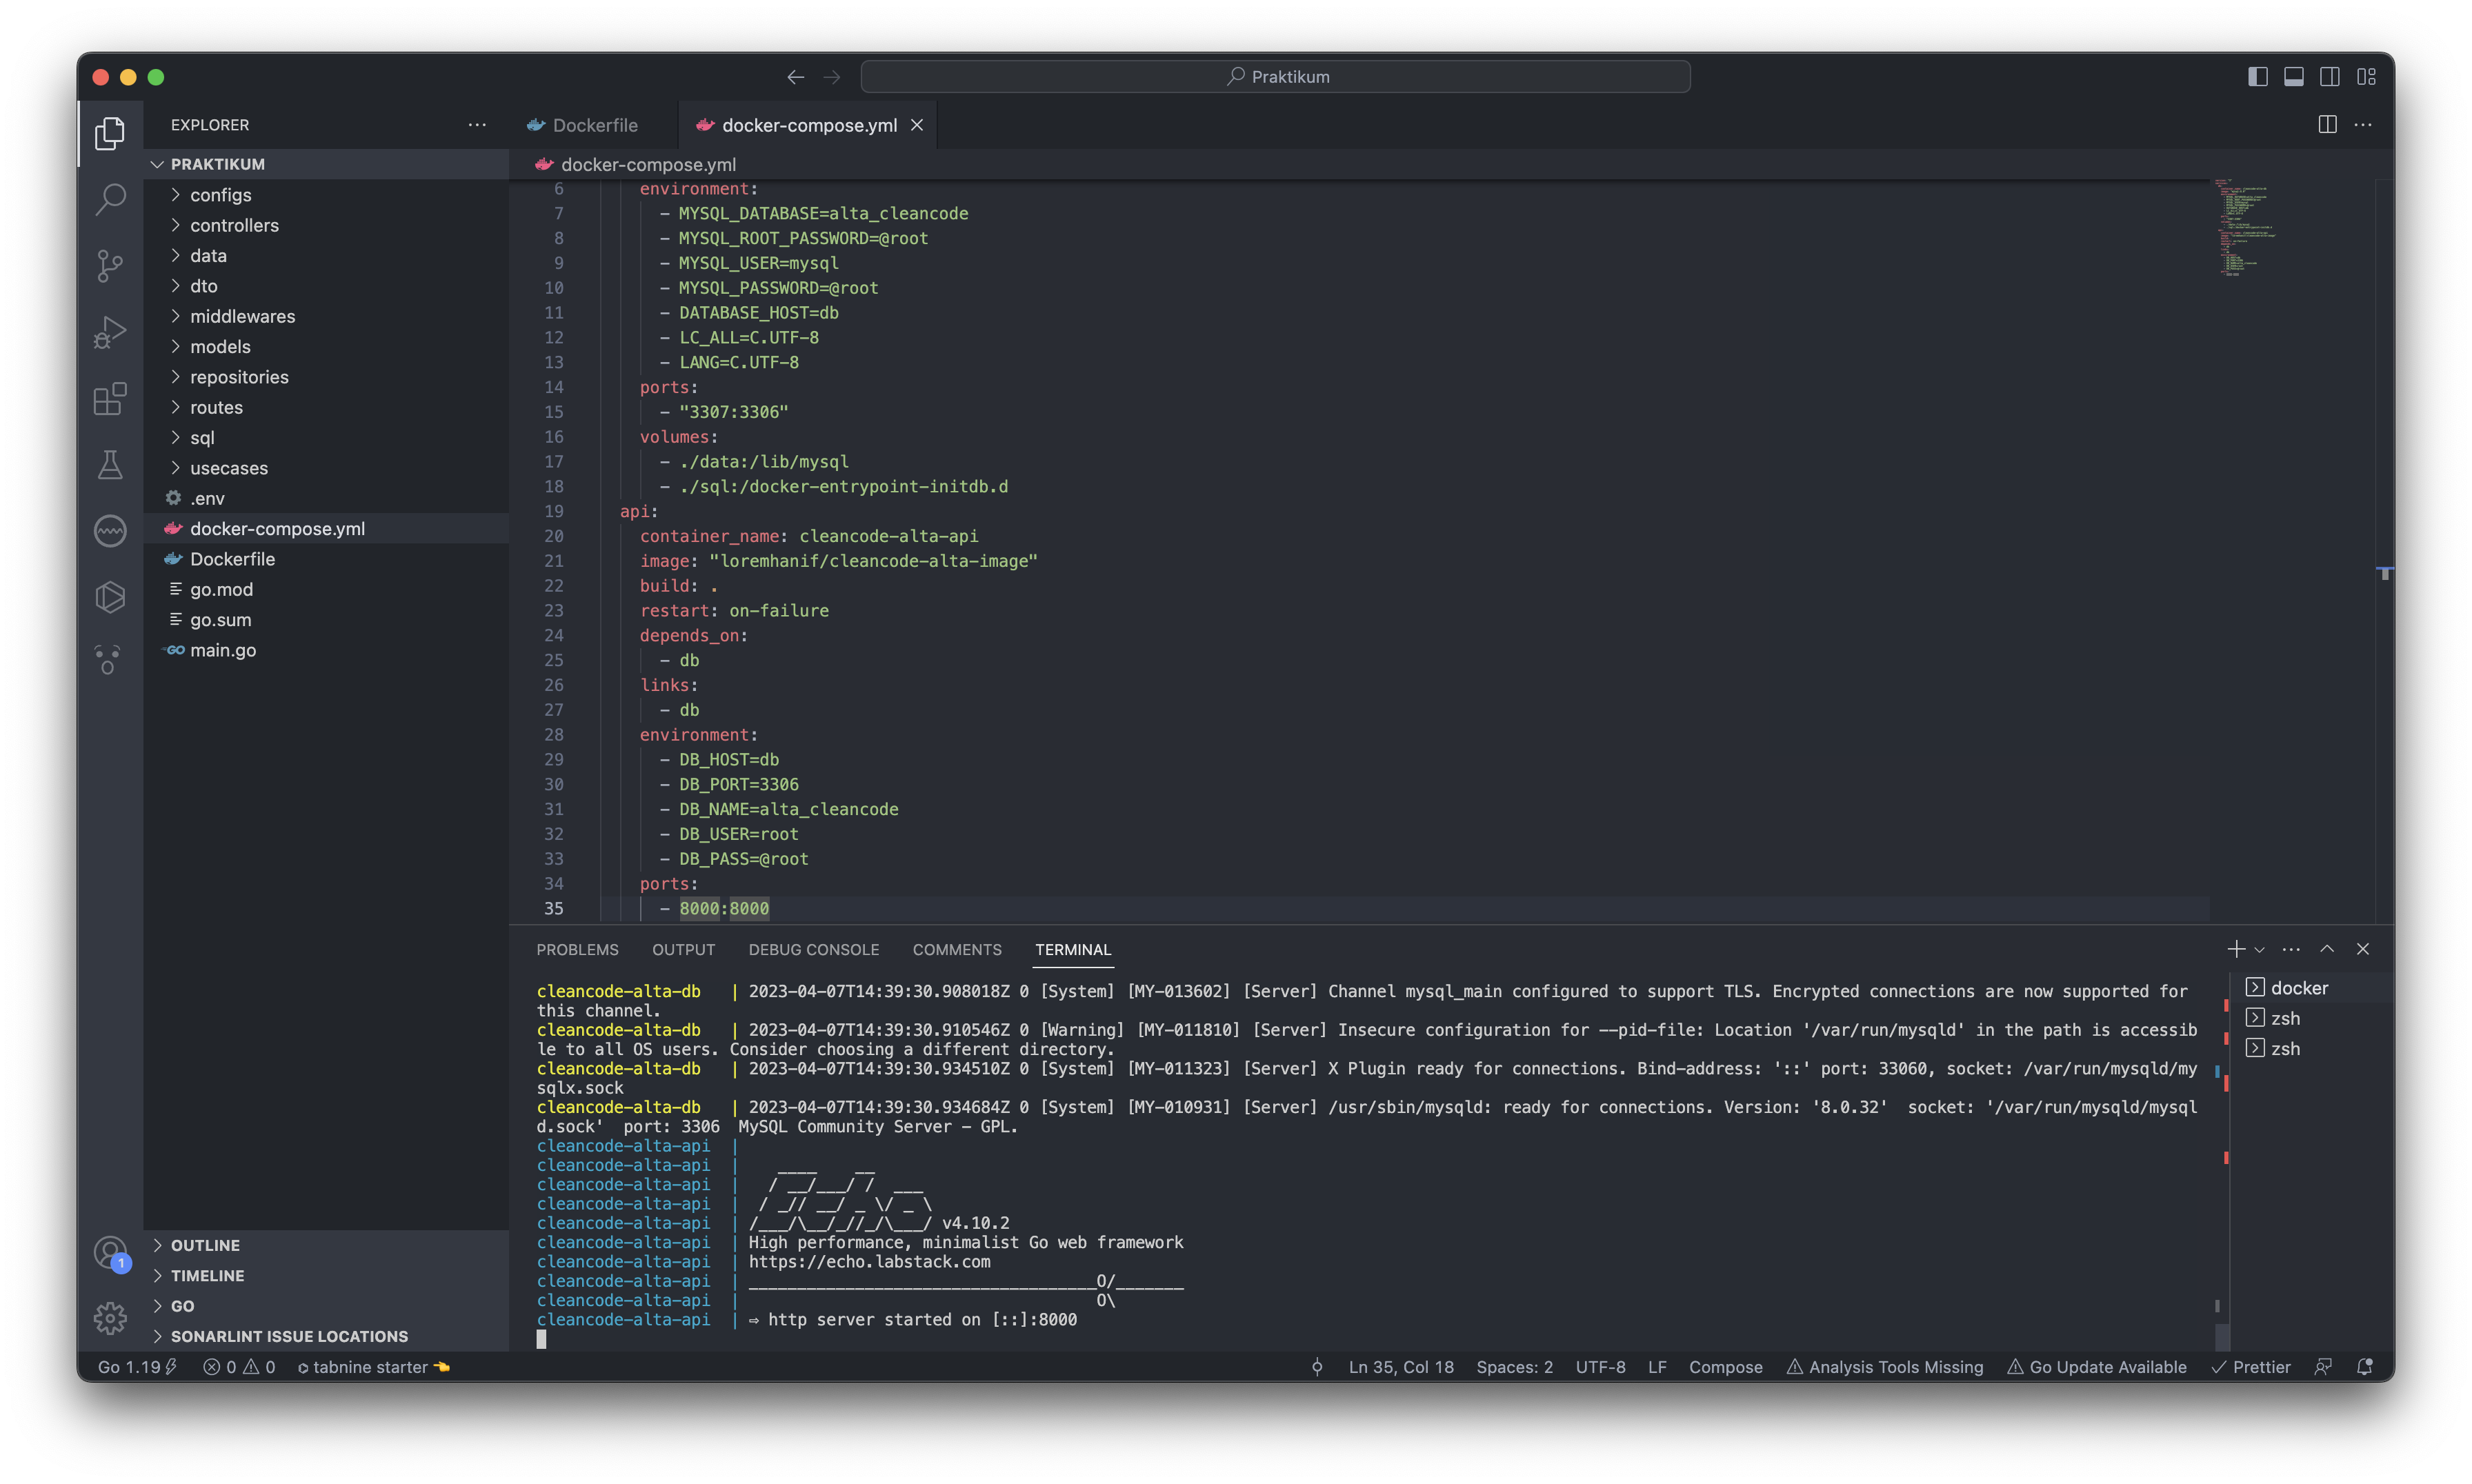 Praktikum
EXPLORER
Dockerfile
docker-compose.yml
PRAKTIKUM
configs
controllers
data
dto
middlewares
models
repositories
routes
sql
usecases
.env
docker-compose.yml
Dockerfile
go.mod
go.sum
GO main.go
OUTLINE
TIMELINE
GO
SONARLINT ISSUE LOCATIONS
1
docker-compose.yml
6 environment:
7 - MYSQL_DATABASE=alta_cleancode
8 - MYSQL_ROOT_PASSWORD=@root
9 - MYSQL_USER=mysql
10 - MYSQL_PASSWORD=@root
11 - DATABASE_HOST=db
12 - LC_ALL=C.UTF-8
13 - LANG=C.UTF-8
14 ports:
15 - "3307:3306"
16 volumes:
17 - ./data:/lib/mysql
18 - ./sql:/docker-entrypoint-initdb.d
19 api:
20 container_name: cleancode-alta-api
21 image: "loremhanif/cleancode-alta-image"
22 build: .
23 restart: on-failure
24 depends_on:
25 - db
26 links:
27 - db
28 environment:
29 - DB_HOST=db
30 - DB_PORT=3306
31 - DB_NAME=alta_cleancode
32 - DB_USER=root
33 - DB_PASS=@root
34 ports:
35 - 8000:8000
PROBLEMS OUTPUT DEBUG CONSOLE COMMENTS TERMINAL
cleancode-alta-db | 2023-04-07T14:39:30.908018Z 0 [System] [MY-013602] [Server] Channel mysql_main configured to support TLS. Encrypted connections are now supported for
this channel.
cleancode-alta-db | 2023-04-07T14:39:30.910546Z 0 [Warning] [MY-011810] [Server] Insecure configuration for --pid-file: Location '/var/run/mysqld' in the path is accessib
le to all OS users. Consider choosing a different directory.
cleancode-alta-db | 2023-04-07T14:39:30.934510Z 0 [System] [MY-011323] [Server] X Plugin ready for connections. Bind-address: '::' port: 33060, socket: /var/run/mysqld/my
sqlx.sock
cleancode-alta-db | 2023-04-07T14:39:30.934684Z 0 [System] [MY-010931] [Server] /usr/sbin/mysqld: ready for connections. Version: '8.0.32'  socket: '/var/run/mysqld/mysql
d.sock'  port: 3306  MySQL Community Server - GPL.
cleancode-alta-api |
cleancode-alta-api |    ____    __
cleancode-alta-api |   / __/___/ /  ___
cleancode-alta-api |  / _// __/ _ \/ _ \
cleancode-alta-api | /___/\__/_//_/\___/ v4.10.2
cleancode-alta-api | High performance, minimalist Go web framework
cleancode-alta-api | https://echo.labstack.com
cleancode-alta-api | ____________________________________O/_______
cleancode-alta-api |                                     O\
cleancode-alta-api | ⇨ http server started on [::]:8000
docker
zsh
zsh
Go 1.19 0 0 tabnine starter Ln 35, Col 18 Spaces: 2 UTF-8 LF Compose Analysis Tools Missing Go Update Available Prettier